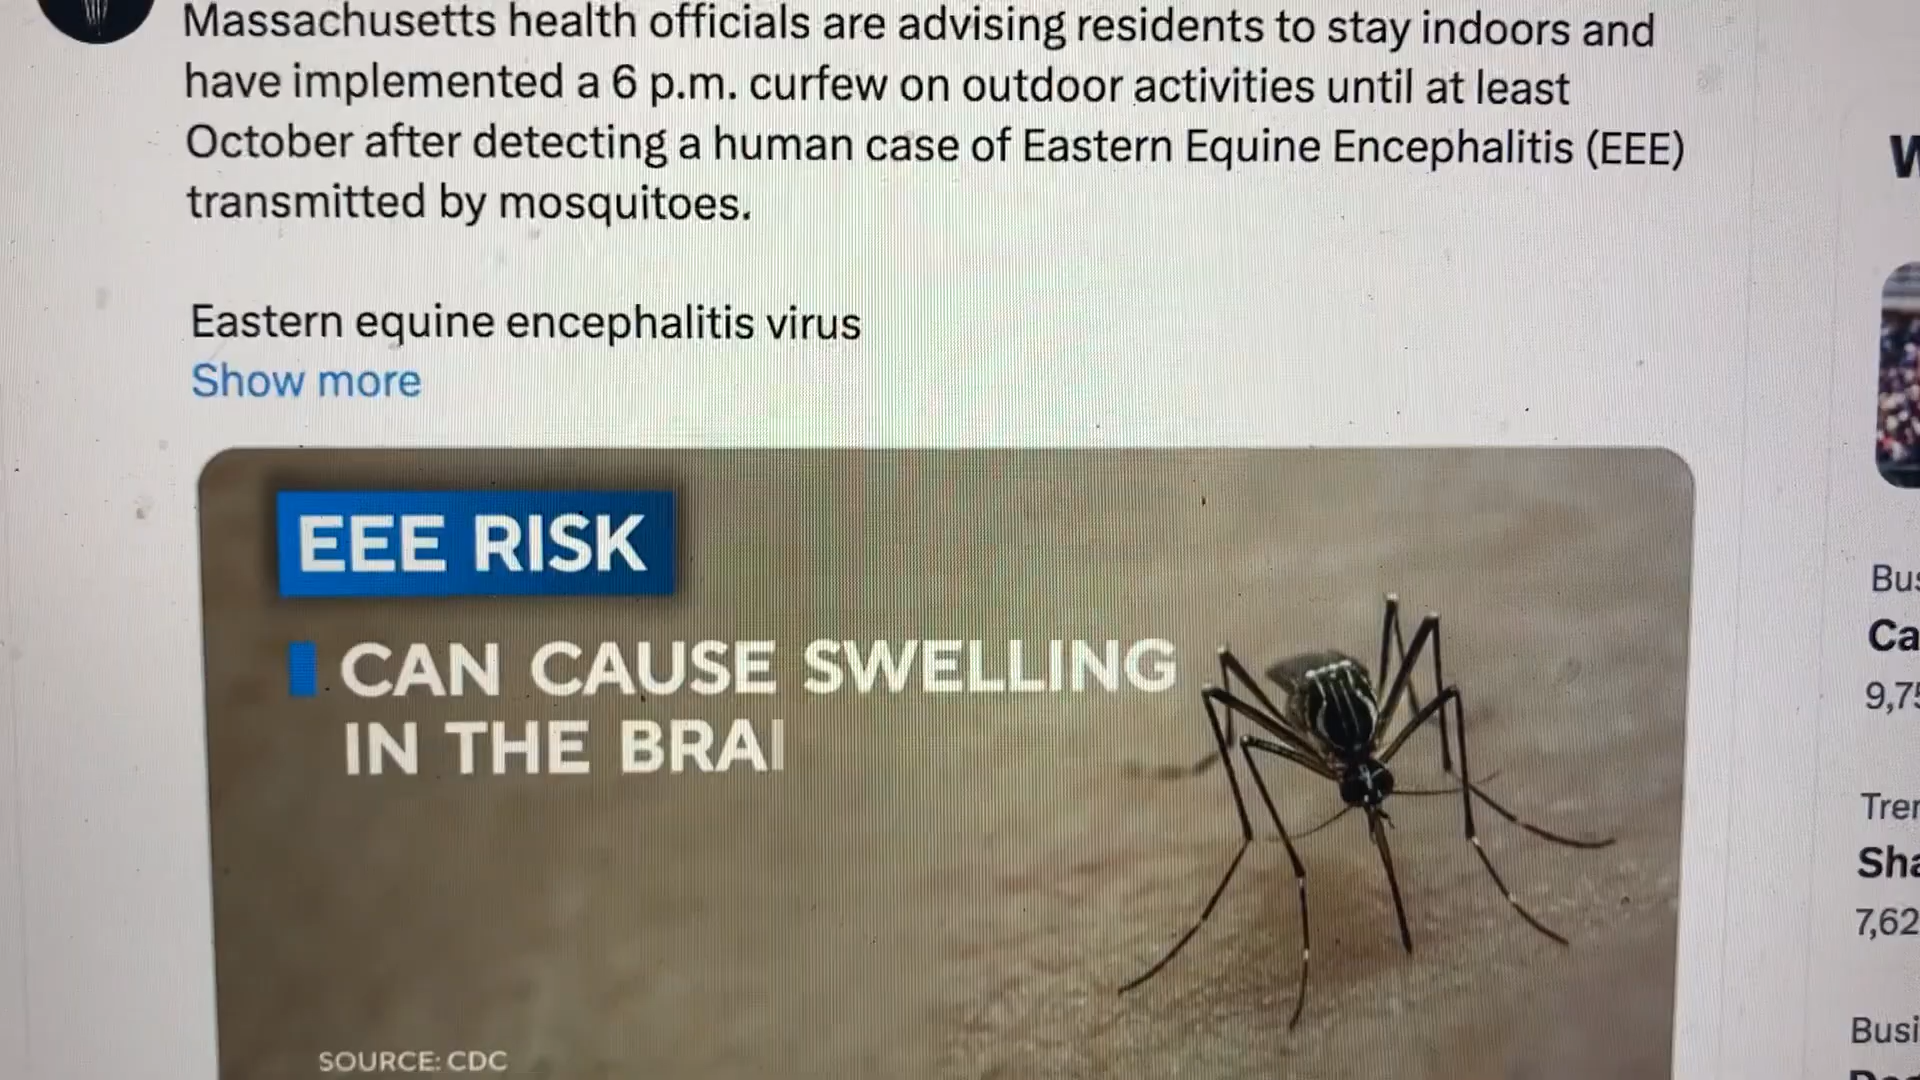 Massachusetts health officials are advising residents to stay indoors and
have implemented a 6 p.m. curfew on outdoor activities until at least
October after detecting a human case of Eastern Equine Encephalitis (EEE)
transmitted by mosquitoes.
Eastern equine encephalitis virus
Show more
EEE RISK
CAN CAUSE SWELLING
IN THE BRAI
SOURCE: CDC